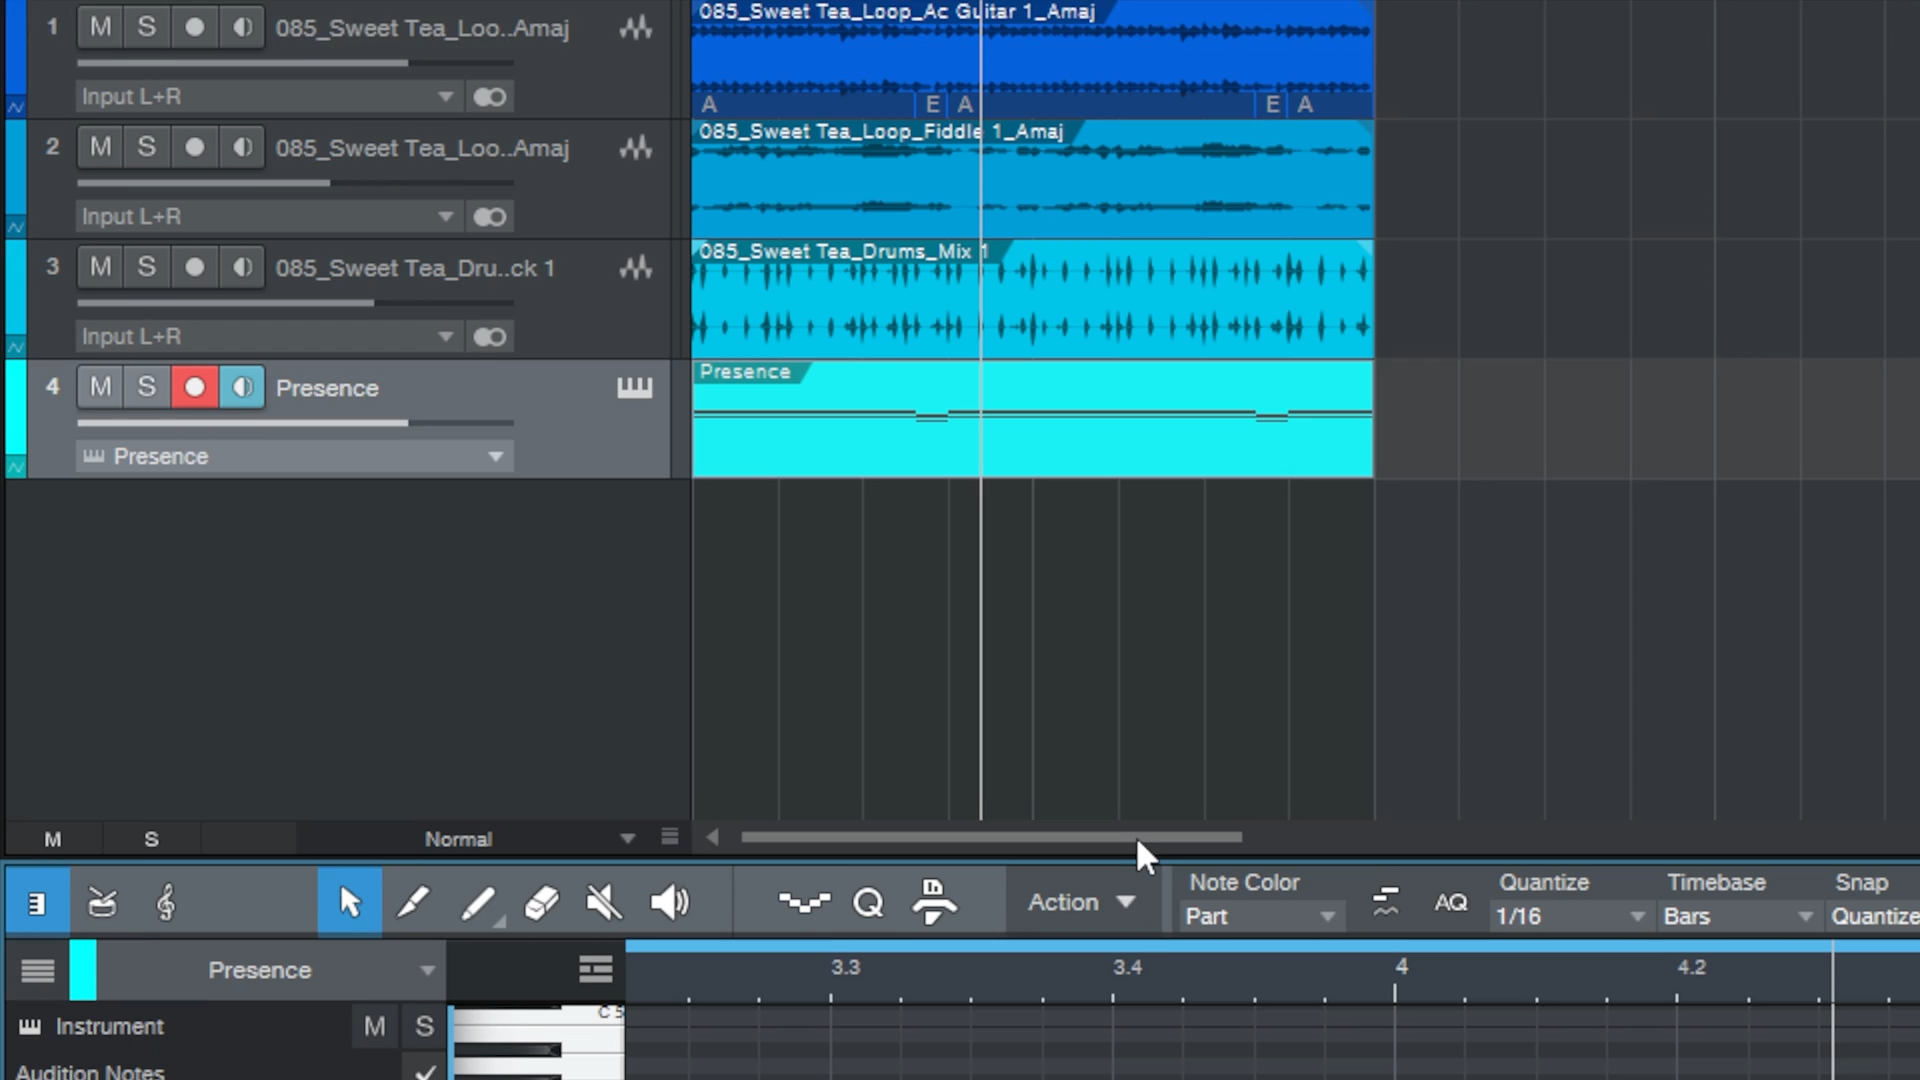 1 M S 085_Sweet Tea_Loo..Amaj
Input L+R
085_Sweet Tea_Loop_Ac Guitar 1_Amaj
A E A E A
2 M S 085_Sweet Tea_Loo..Amaj
Input L+R
085_Sweet Tea_Loop_Fiddle 1_Amaj
3 M S 085_Sweet Tea_Dru..ck 1
Input L+R
085_Sweet Tea_Drums_Mix 1
4 M S Presence
Presence
Presence
M S Normal
Action
Note Color
Part
AQ
Quantize
1/16
Timebase
Bars
Snap
Quantize
Q
Presence
3.3 3.4 4 4.2
Instrument M S
C 5
Audition Notes